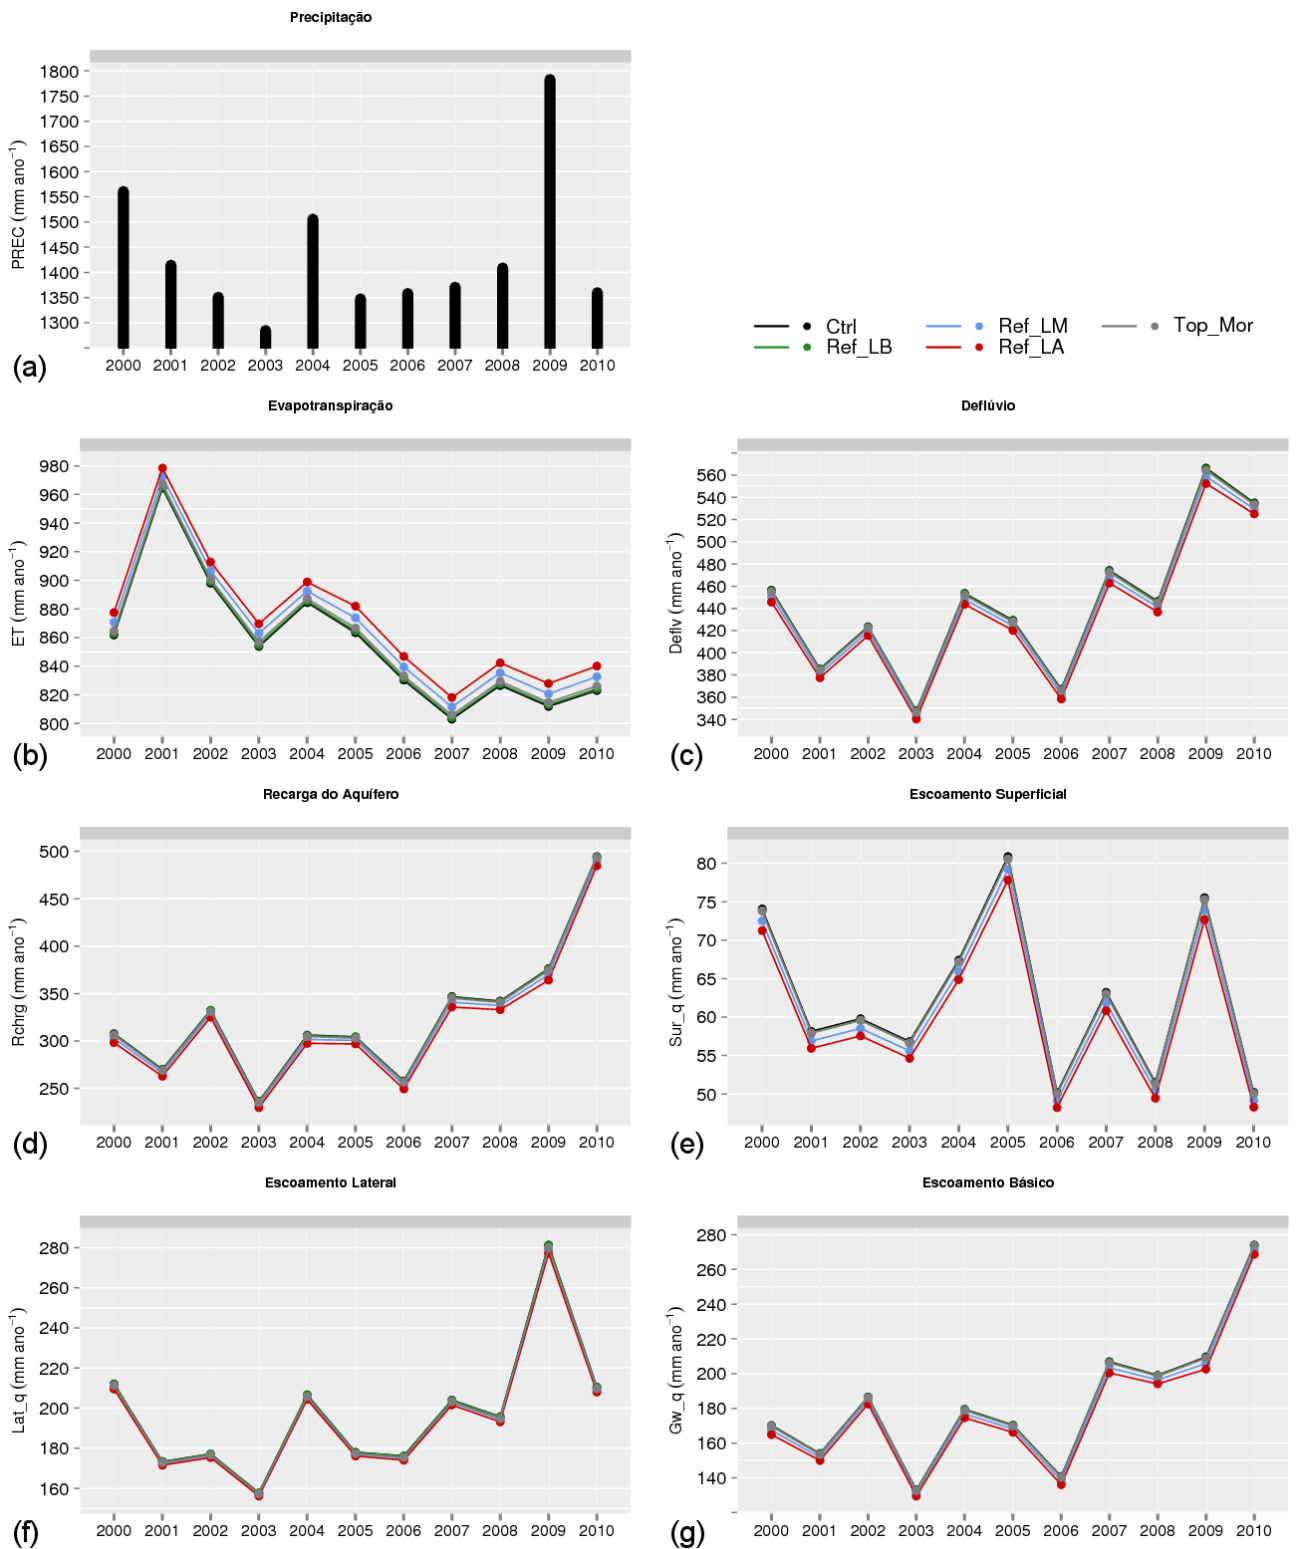 Precipitação
PREC (mm ano⁻¹)
1800
1750
1700
1650
1600
1550
1500
1450
1400
1350
1300
2000 2001 2002 2003 2004 2005 2006 2007 2008 2009 2010
(a)
Ctrl Ref_LM Top_Mor
Ref_LB Ref_LA
Evapotranspiração
ET (mm ano⁻¹)
980
960
940
920
900
880
860
840
820
800
2000 2001 2002 2003 2004 2005 2006 2007 2008 2009 2010
(b)
Deflúvio
Deflv (mm ano⁻¹)
560
540
520
500
480
460
440
420
400
380
360
340
2000 2001 2002 2003 2004 2005 2006 2007 2008 2009 2010
(c)
Recarga do Aquífero
Rchrg (mm ano⁻¹)
500
450
400
350
300
250
2000 2001 2002 2003 2004 2005 2006 2007 2008 2009 2010
(d)
Escoamento Superficial
Sur_q (mm ano⁻¹)
80
75
70
65
60
55
50
2000 2001 2002 2003 2004 2005 2006 2007 2008 2009 2010
(e)
Escoamento Lateral
Lat_q (mm ano⁻¹)
280
260
240
220
200
180
160
2000 2001 2002 2003 2004 2005 2006 2007 2008 2009 2010
(f)
Escoamento Básico
Gw_q (mm ano⁻¹)
280
260
240
220
200
180
160
140
2000 2001 2002 2003 2004 2005 2006 2007 2008 2009 2010
(g)